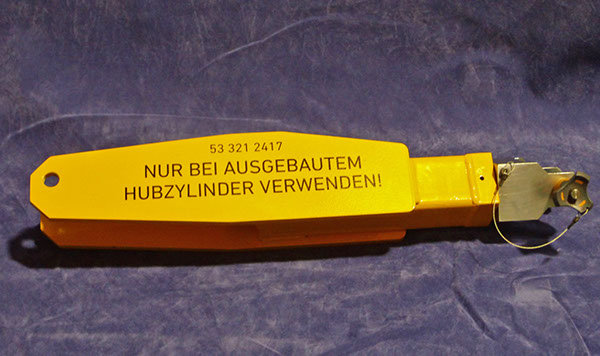 53 321 2417
NUR BEI AUSGEBAUTEM
HUBZYLINDER VERWENDEN!